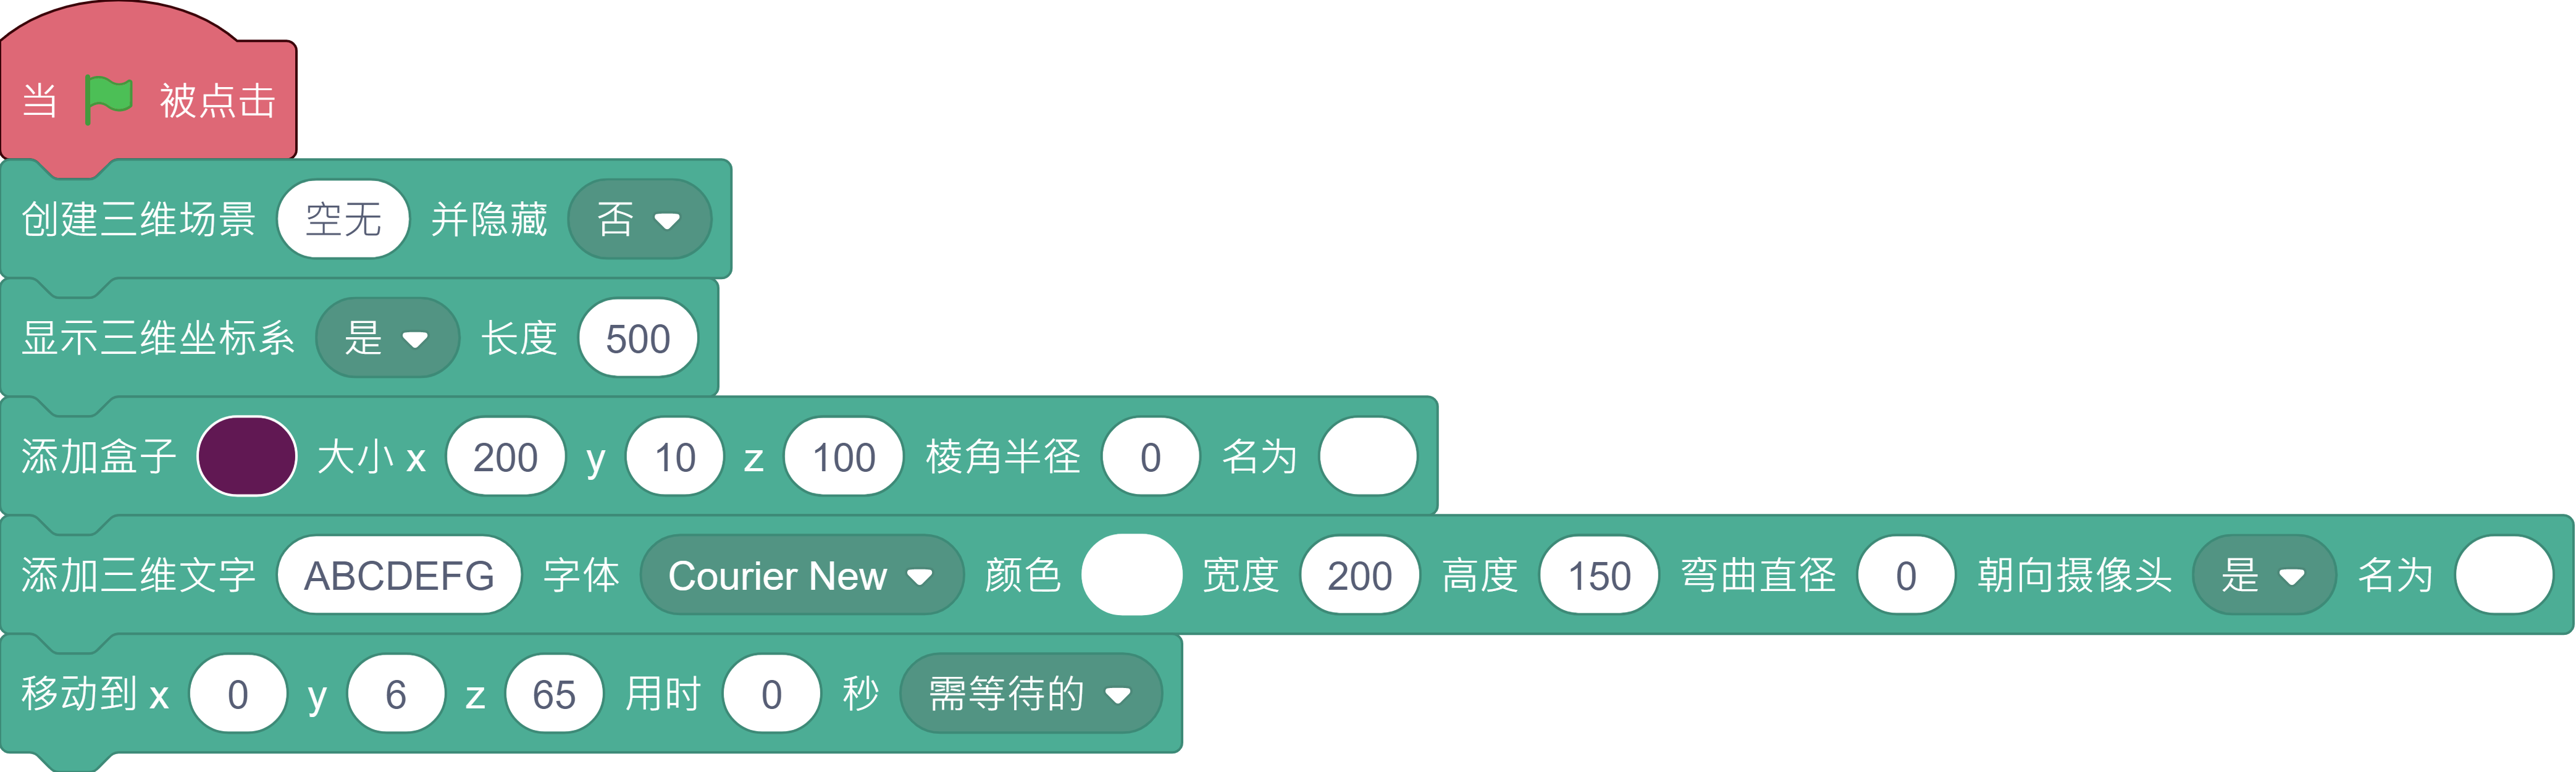 当 被点击
创建三维场景 空无 并隐藏 否
显示三维坐标系 是 长度 500
添加盒子 大小 x 200 y 10 z 100 棱角半径 0 名为
添加三维文字 ABCDEFG 字体 Courier New 颜色 宽度 200 高度 150 弯曲直径 0 朝向摄像头 是 名为
移动到 x 0 y 6 z 65 用时 0 秒 需等待的